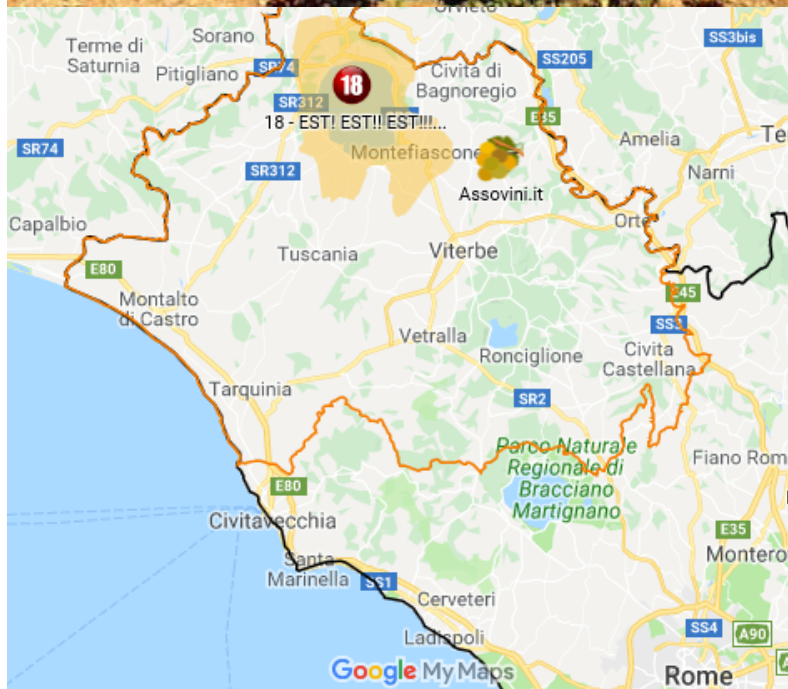 Sorano
Terme di
Saturnia
Pitigliano
SR74
SS205
SS3bis
Civita di
Bagnoregio
18
SR312
18 - EST! EST!! EST!!!...
E35
SR74
Montefiascone
Amelia
Narni
SR312
Assovini.it
Capalbio
Orte
Tuscania
Viterbe
E80
E45
Montalto
di Castro
SS3
Vetralla
Ronciglione
Civita
Castellana
Tarquinia
SR2
Parco Naturale
Regionale di
Bracciano
Martignano
Fiano Rom
E80
Civitavecchia
E35
Montero
Santa
Marinella
SS1
Cerveteri
SS4
A90
Ladispoli
Google My Maps
Rome